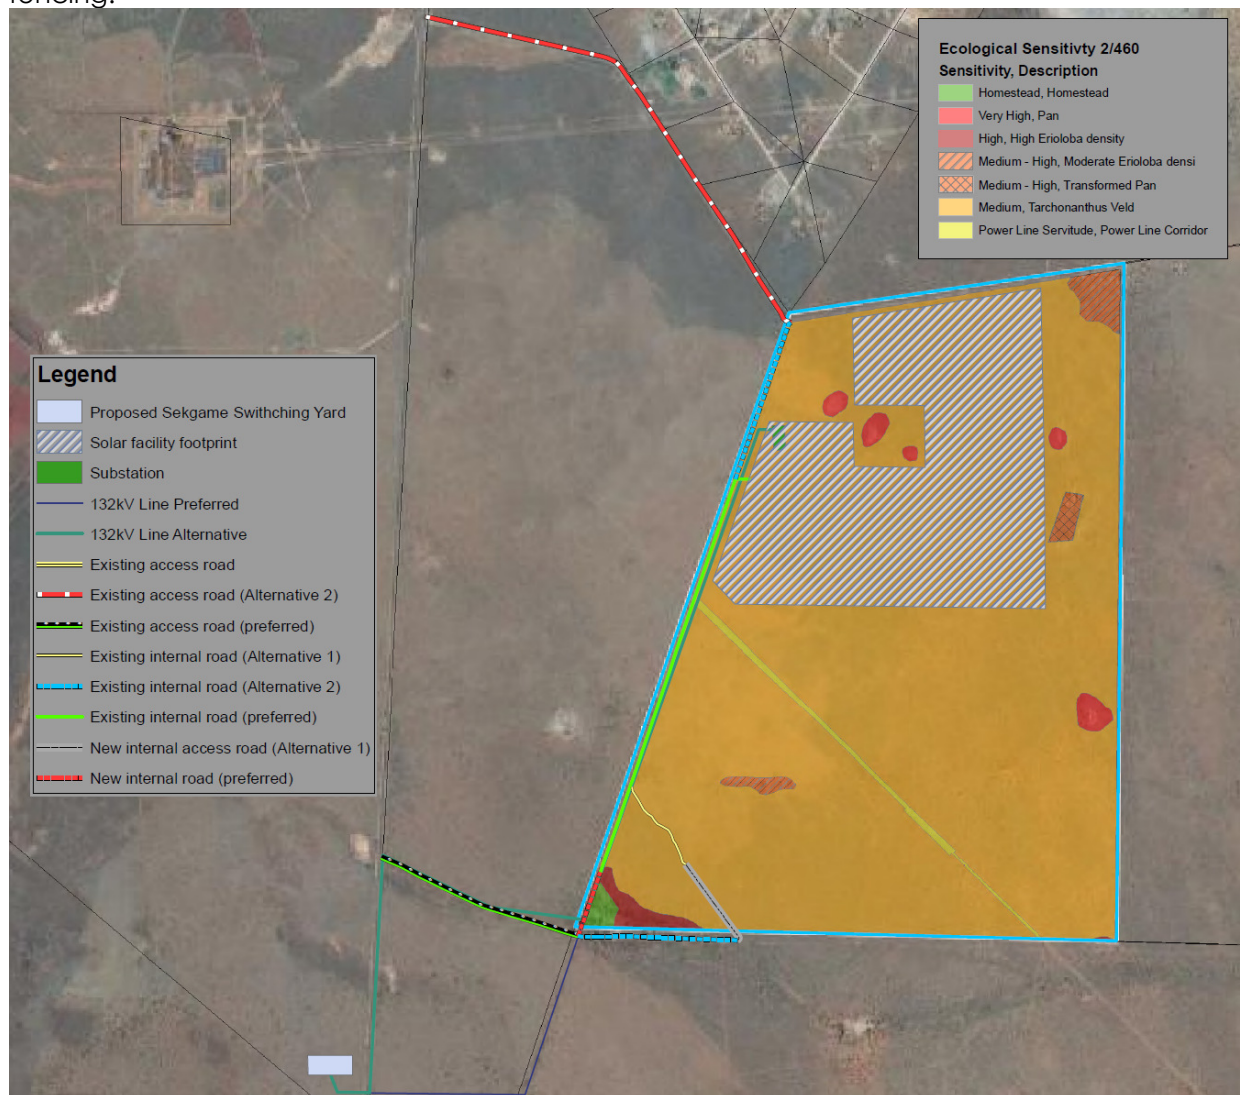 fencing.
Ecological Sensitivty 2/460
Sensitivity, Description
Homestead, Homestead
Very High, Pan
High, High Erioloba density
Medium - High, Moderate Erioloba densi
Medium - High, Transformed Pan
Medium, Tarchonanthus Veld
Power Line Servitude, Power Line Corridor
Legend
Proposed Sekgame Swithching Yard
Solar facility footprint
Substation
132kV Line Preferred
132kV Line Alternative
Existing access road
Existing access road (Alternative 2)
Existing access road (preferred)
Existing internal road (Alternative 1)
Existing internal road (Alternative 2)
Existing internal road (preferred)
New internal access road (Alternative 1)
New internal road (preferred)